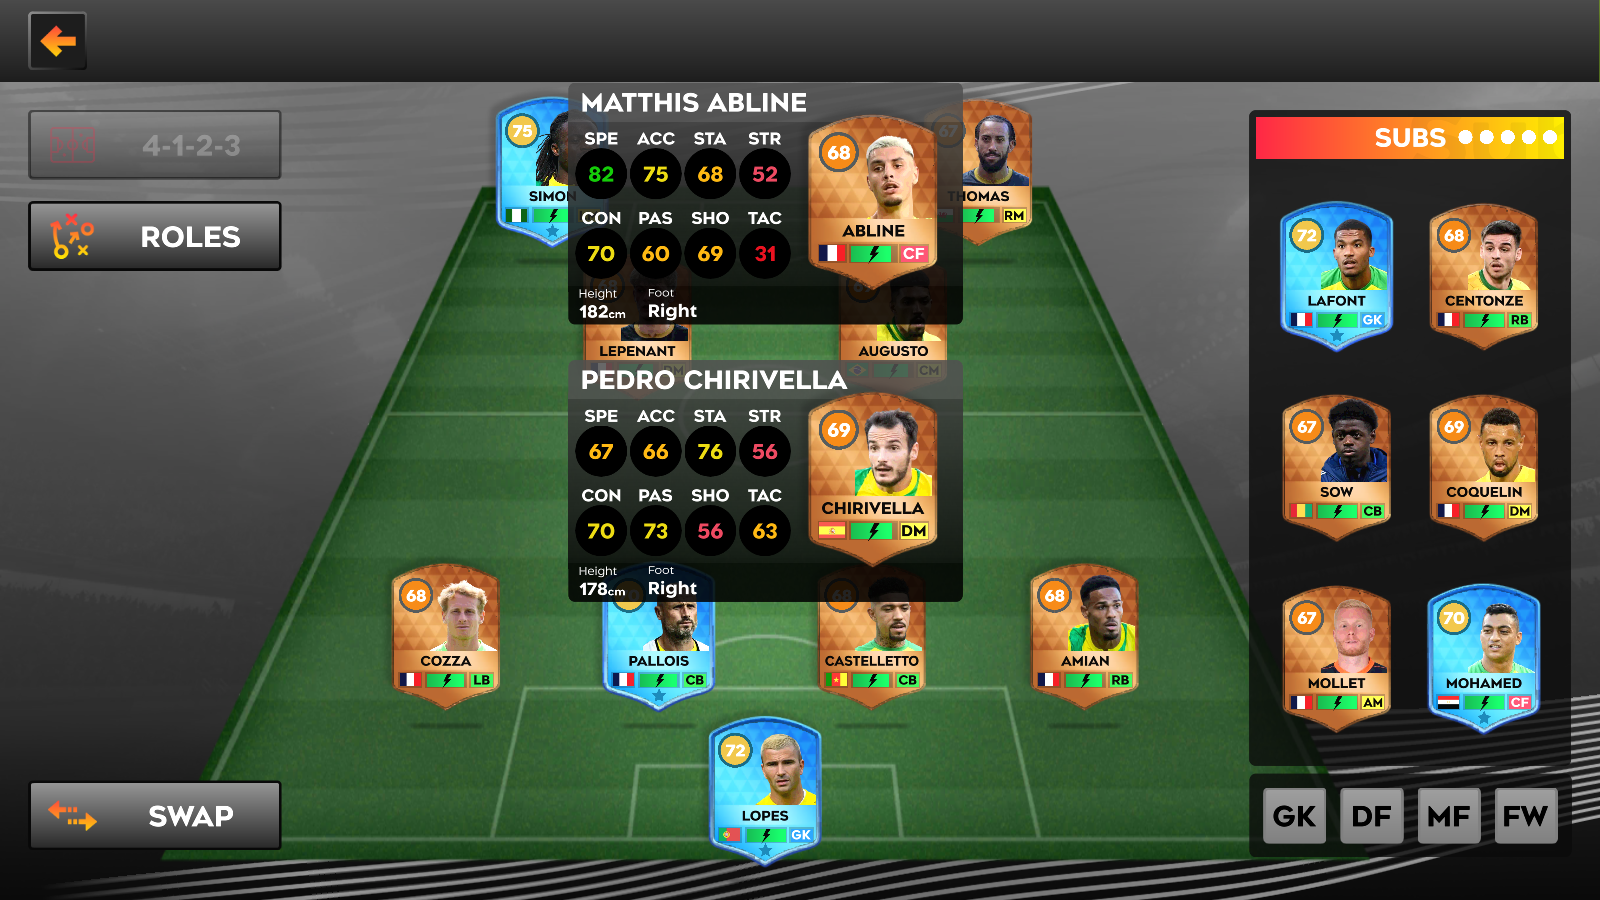 4-1-2-3
ROLES
SWAP
75
SIMON
67
THOMAS
RM
MATTHIS ABLINE
SPE ACC STA STR
82 75 68 52
CON PAS SHO TAC
70 60 69 31
Height Foot
182cm Right
68
ABLINE
CF
LEPENANT
DM
AUGUSTO
CM
PEDRO CHIRIVELLA
SPE ACC STA STR
67 66 76 56
CON PAS SHO TAC
70 73 56 63
Height Foot
178cm Right
69
CHIRIVELLA
DM
68
COZZA
LB
PALLOIS
CB
68
CASTELLETTO
CB
68
AMIAN
RB
72
LOPES
GK
SUBS
72
LAFONT
GK
68
CENTONZE
RB
67
SOW
CB
69
COQUELIN
DM
67
MOLLET
AM
70
MOHAMED
CF
GK DF MF FW